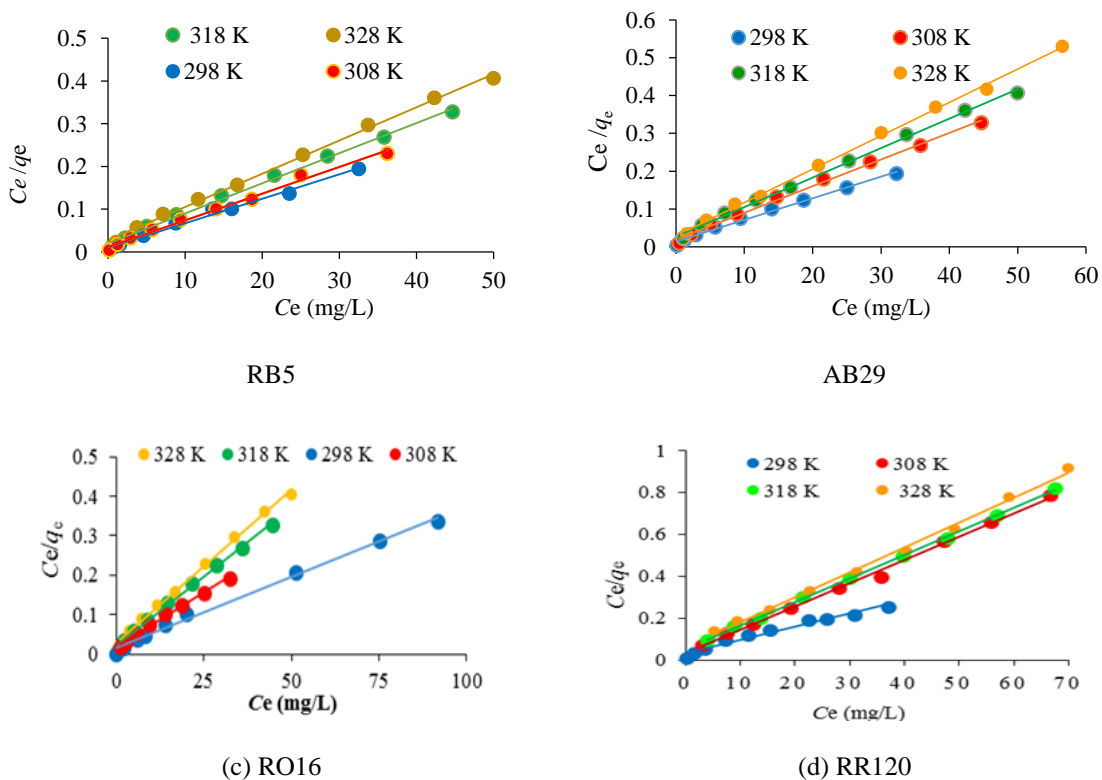 318 K 328 K
298 K 308 K
Ce /qe
0.5
0.4
0.3
0.2
0.1
0
0 10 20 30 40 50
Ce (mg/L)
RB5
298 K 308 K
318 K 328 K
Ce /qe
0.6
0.5
0.4
0.3
0.2
0.1
0
0 10 20 30 40 50 60
Ce (mg/L)
AB29
328 K 318 K 298 K 308 K
Ce/qe
0.5
0.4
0.3
0.2
0.1
0
0 25 50 75 100
Ce (mg/L)
(c) RO16
298 K 308 K
318 K 328 K
Ce/qe
1
0.8
0.6
0.4
0.2
0
0 10 20 30 40 50 60 70
Ce (mg/L)
(d) RR120